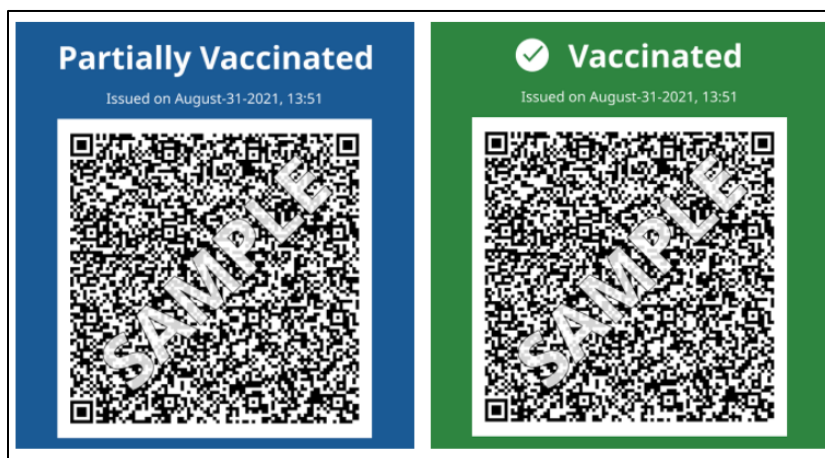 Partially Vaccinated
Issued on August-31-2021, 13:51
SAMPLE
Vaccinated
Issued on August-31-2021, 13:51
SAMPLE